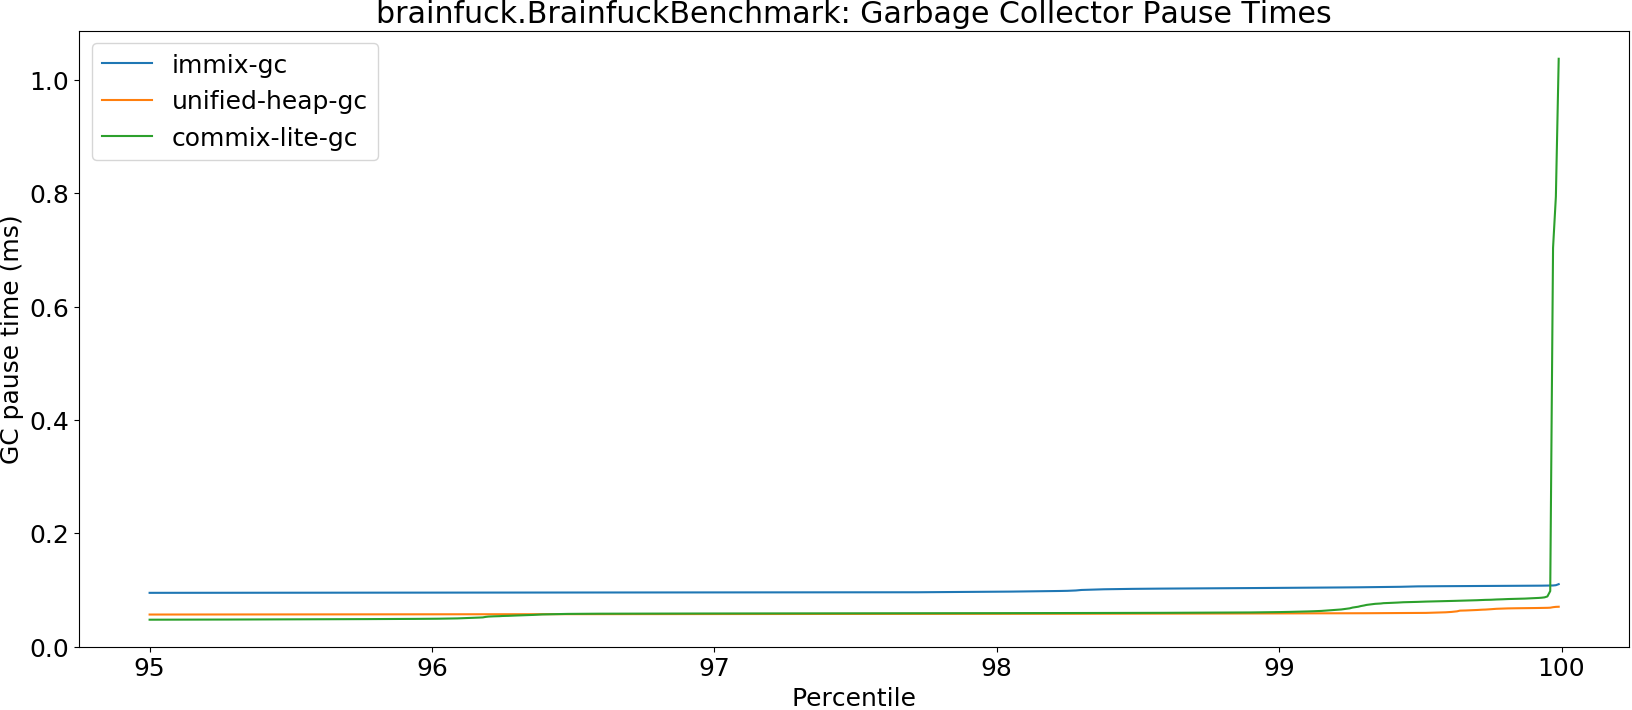 brainfuck.BrainfuckBenchmark: Garbage Collector Pause Times
immix-gc
unified-heap-gc
commix-lite-gc
GC pause time (ms)
1.0
0.8
0.6
0.4
0.2
0.0
95 96 97 98 99 100
Percentile